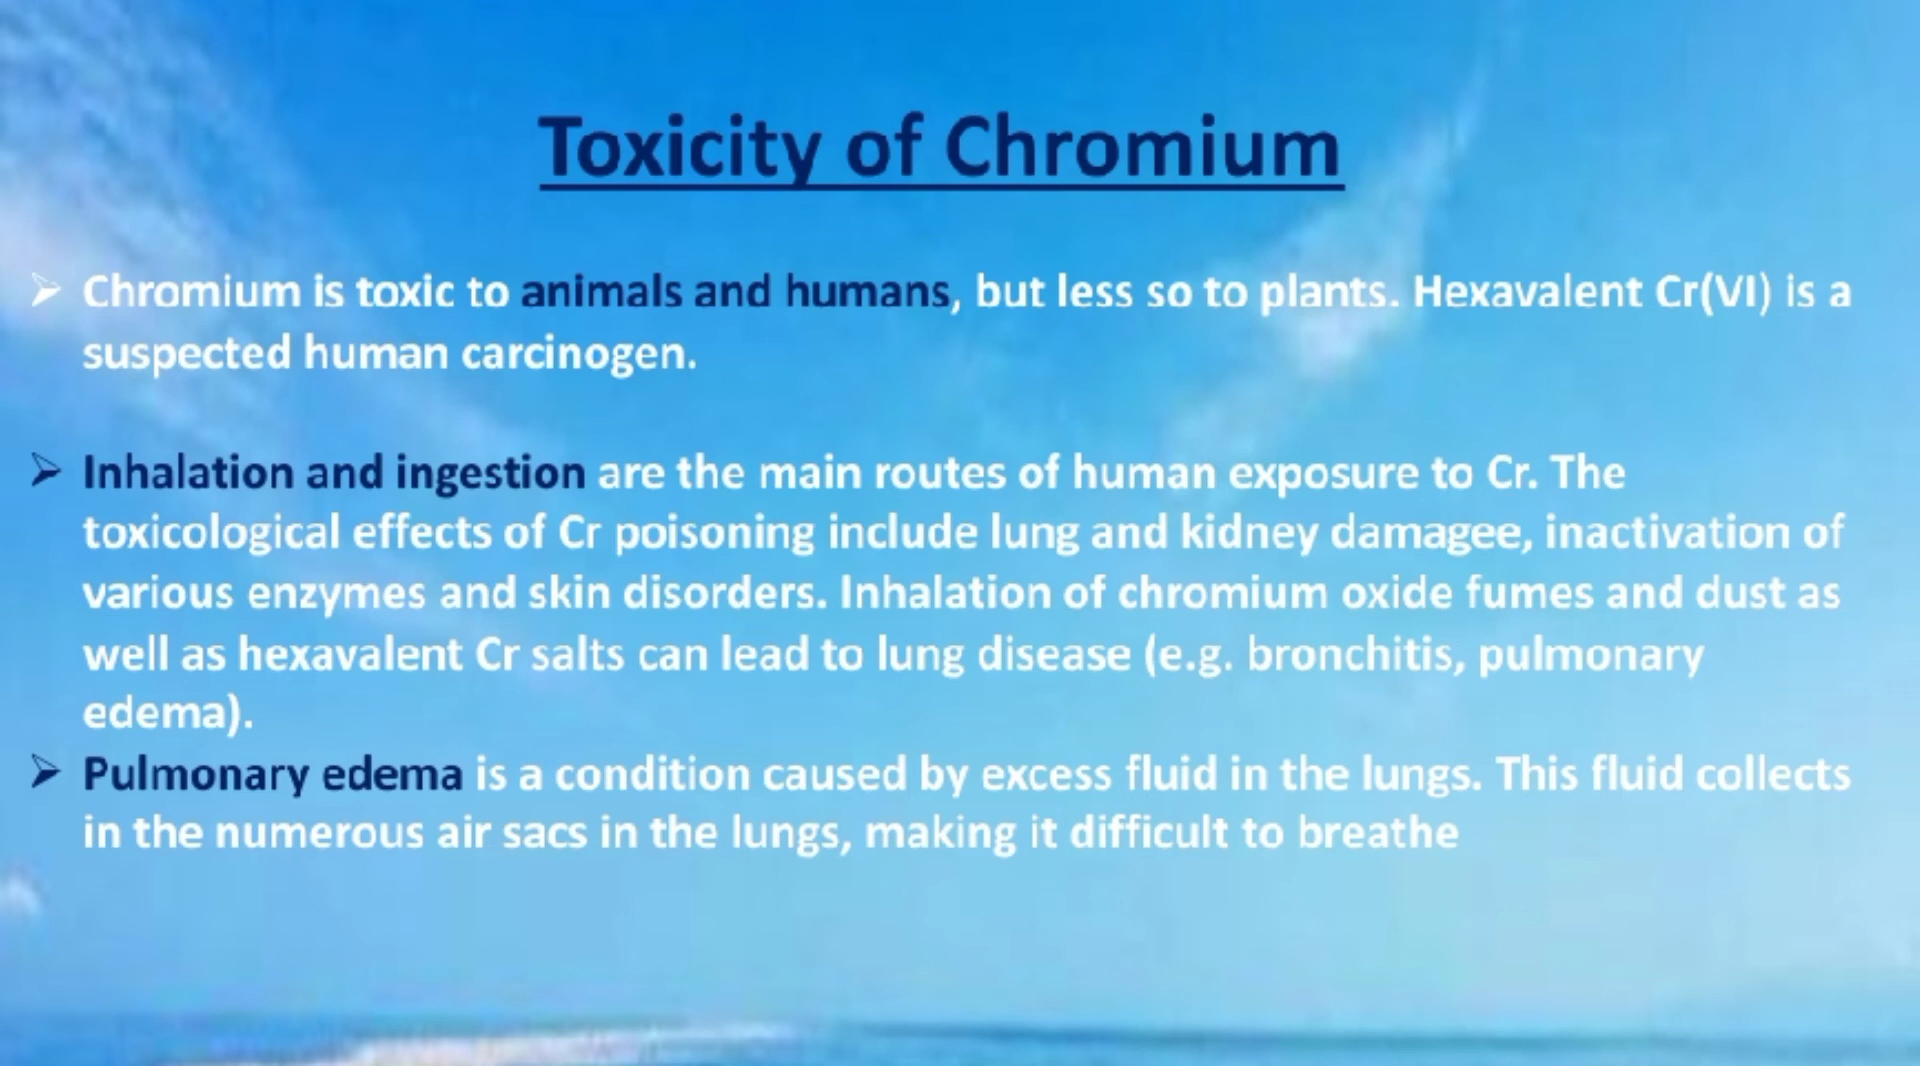 Toxicity of Chromium
➢ Chromium is toxic to animals and humans, but less so to plants. Hexavalent Cr(VI) is a
suspected human carcinogen.
➢ Inhalation and ingestion are the main routes of human exposure to Cr. The
toxicological effects of Cr poisoning include lung and kidney damagee, inactivation of
various enzymes and skin disorders. Inhalation of chromium oxide fumes and dust as
well as hexavalent Cr salts can lead to lung disease (e.g. bronchitis, pulmonary
edema).
➢ Pulmonary edema is a condition caused by excess fluid in the lungs. This fluid collects
in the numerous air sacs in the lungs, making it difficult to breathe